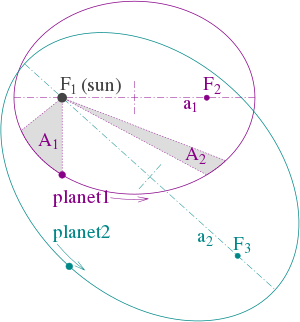 F₁ (sun)
F₂
a₁
A₁
A₂
planet1
planet2
a₂
F₃